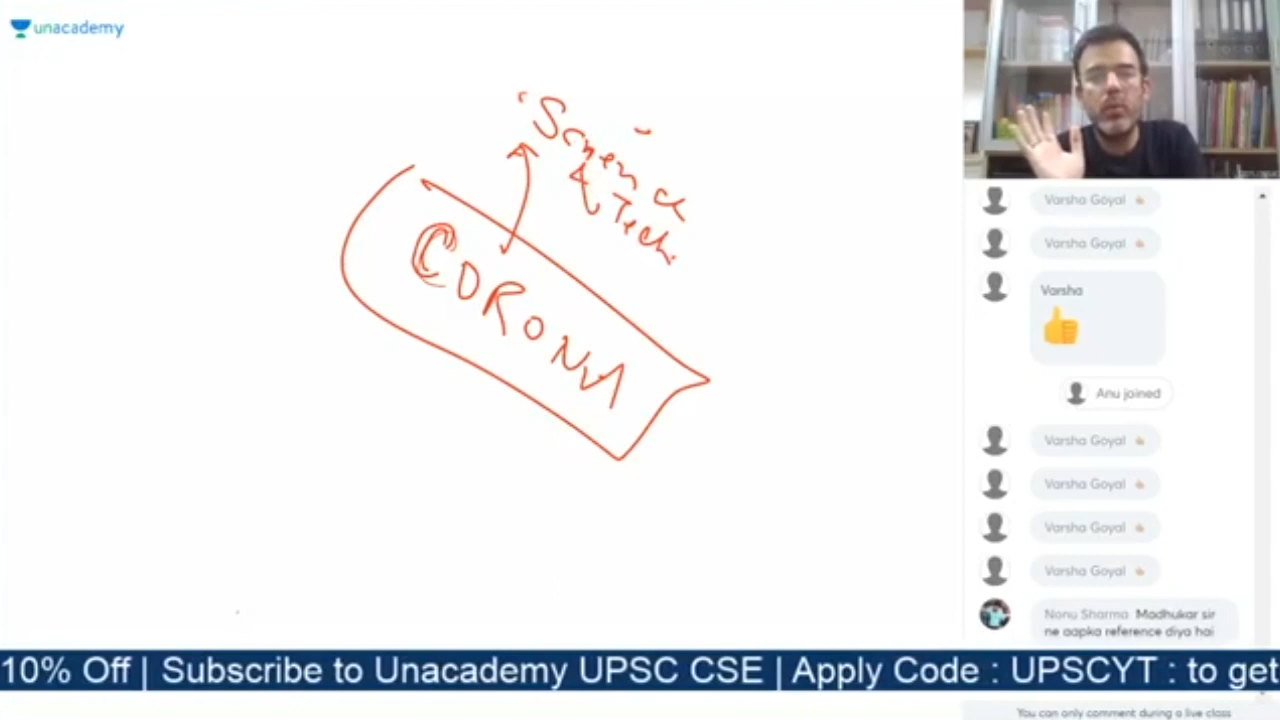 unacademy
Science
& Tech.
CORONA
Varsha Goyal
Varsha Goyal
Varsha
Anu joined
Varsha Goyal
Varsha Goyal
Varsha Goyal
Varsha Goyal
Nonu Sharma Madhukar sir
ne aapka reference diya hai
10% Off | Subscribe to Unacademy UPSC CSE | Apply Code : UPSCYT : to get
You can only comment during a live class